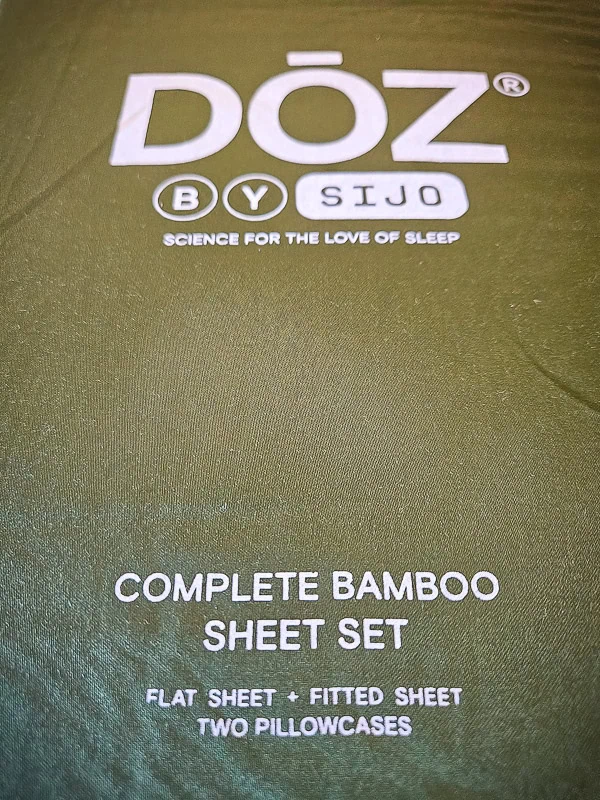 DŌZ®
BY SIJO
SCIENCE FOR THE LOVE OF SLEEP
COMPLETE BAMBOO
SHEET SET
FLAT SHEET + FITTED SHEET
TWO PILLOWCASES